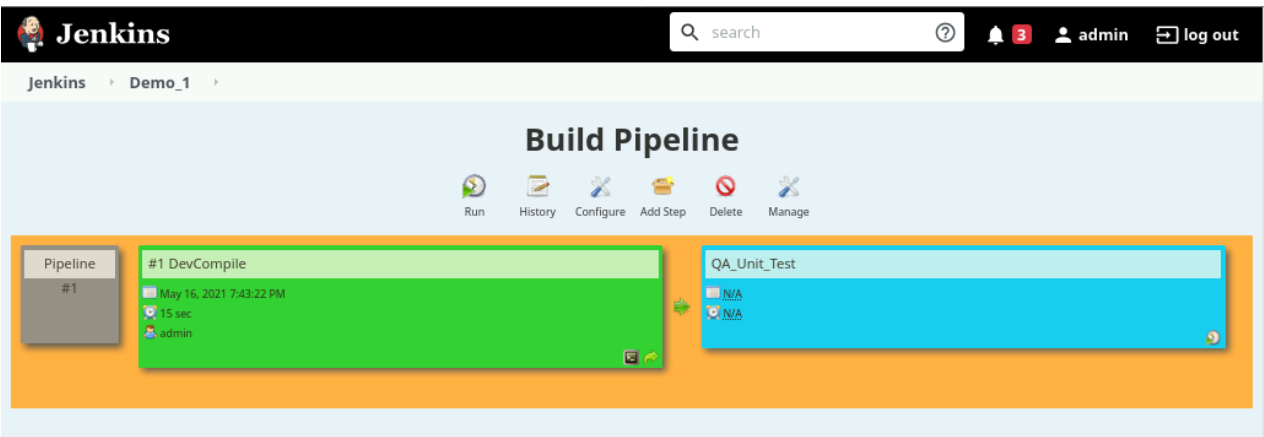 Jenkins search 3 admin log out
Jenkins Demo_1
Build Pipeline
Run History Configure Add Step Delete Manage
Pipeline #1 DevCompile QA_Unit_Test
#1 May 16, 2021 7:43:22 PM N/A
15 sec N/A
admin